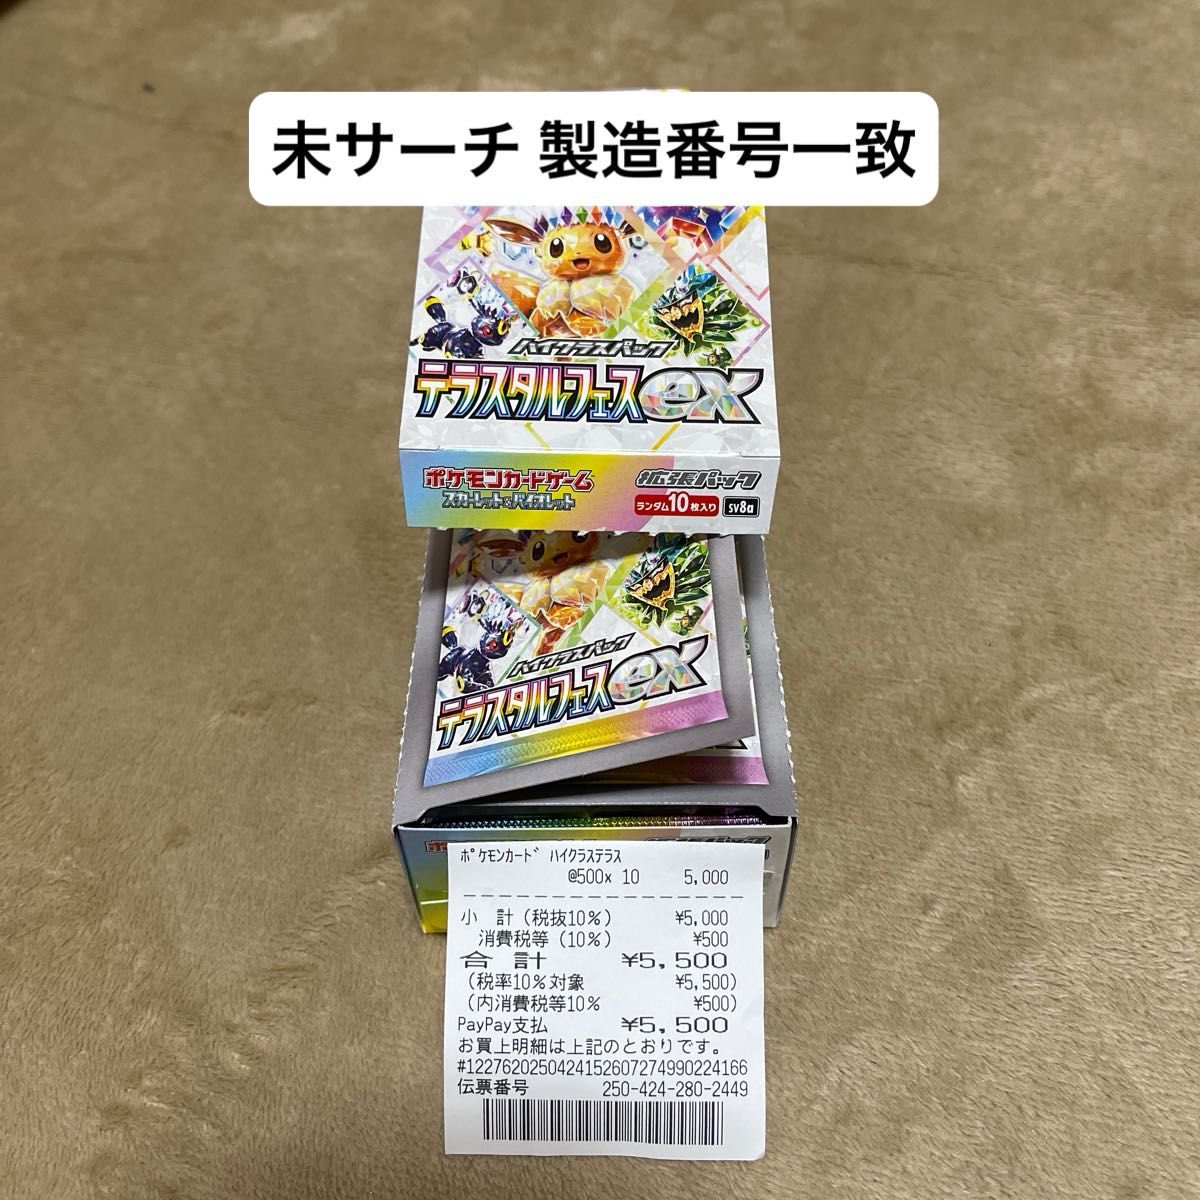 未サーチ 製造番号一致
ハイクラスパック
テラスタルフェスex
ポケモンカードゲーム
スカーレット&バイオレット
拡張パック
ランダム10枚入り
sv8a
ハイクラスパック
テラスタルフェスex
ポケモンカード ハイクラステラス
@500x 10 5,000
小 計(税抜10%) ¥5,000
消費税等(10%) ¥500
合 計 ¥5,500
(税率10%対象 ¥5,500)
(内消費税等10% ¥500)
PayPay支払 ¥5,500
お買上明細は上記のとおりです。
#122762025042415260727499022​4166
伝票番号 250-424-280-2449